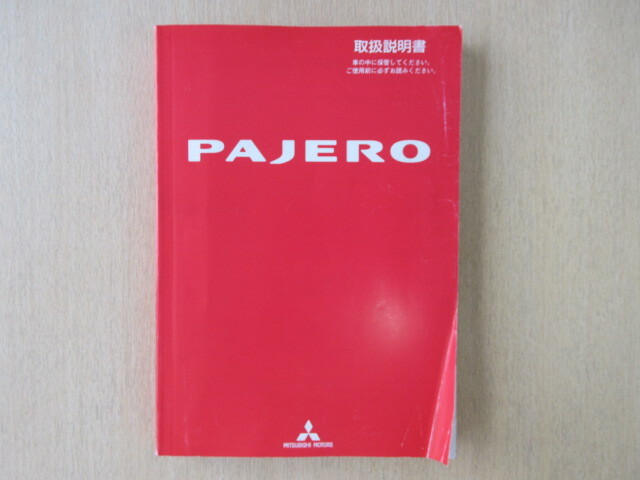 取扱説明書
車の中に保管してください。
ご使用前に必ずお読みください。
PAJERO
MITSUBISHI MOTORS